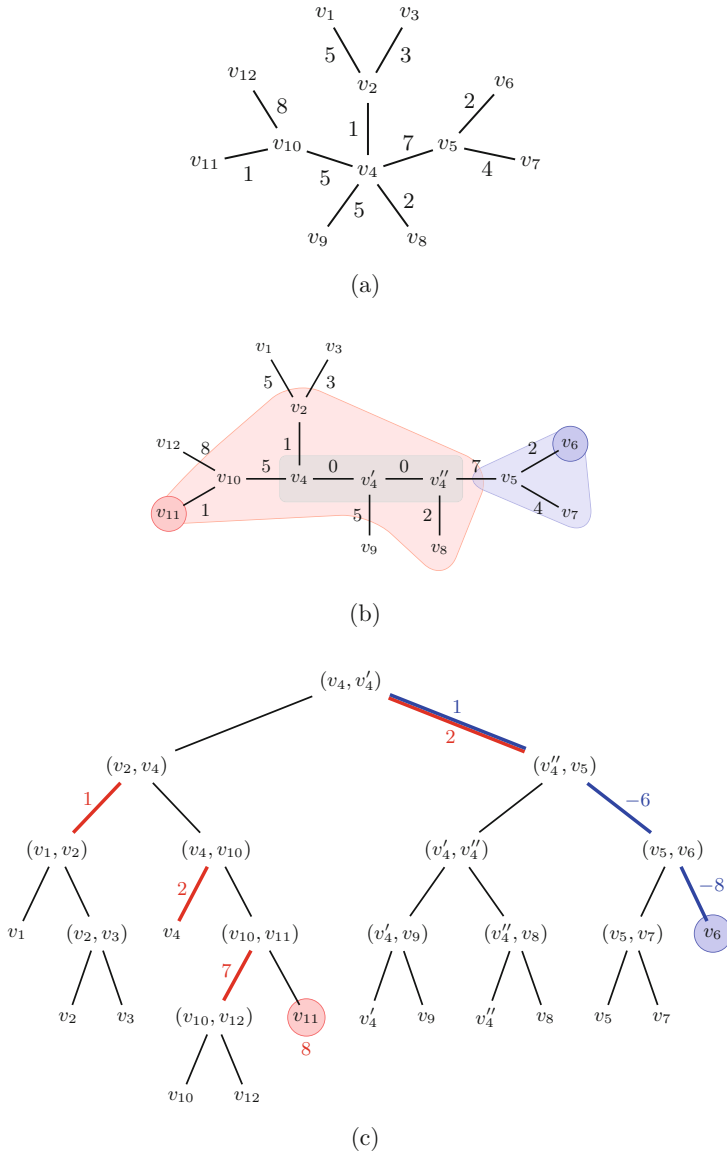 v₁ v₃
5 3
v₁₂ v₂ v₆
8 1 2
v₁₀ 7 v₅
v₁₁ 1 5 v₄ 4 v₇
5 2
v₉ v₈
(a)
v₁ v₃
5 3
v₂
v₁₂ 8 1 2 v₆
v₁₀ 5 v₄ 0 v₄′ 0 v₄″ 7 v₅
v₁₁ 1 5 2 4 v₇
v₉ v₈
(b)
(v₄, v₄′)
1
2
(v₂, v₄) (v₄″, v₅)
1 −6
(v₁, v₂) (v₄, v₁₀) (v₄′, v₄″) (v₅, v₆)
2 −8
v₁ (v₂, v₃) v₄ (v₁₀, v₁₁) (v₄′, v₉) (v₄″, v₈) (v₅, v₇) v₆
7
v₂ v₃ (v₁₀, v₁₂) v₁₁ v₄′ v₉ v₄″ v₈ v₅ v₇
8
v₁₀ v₁₂
(c)